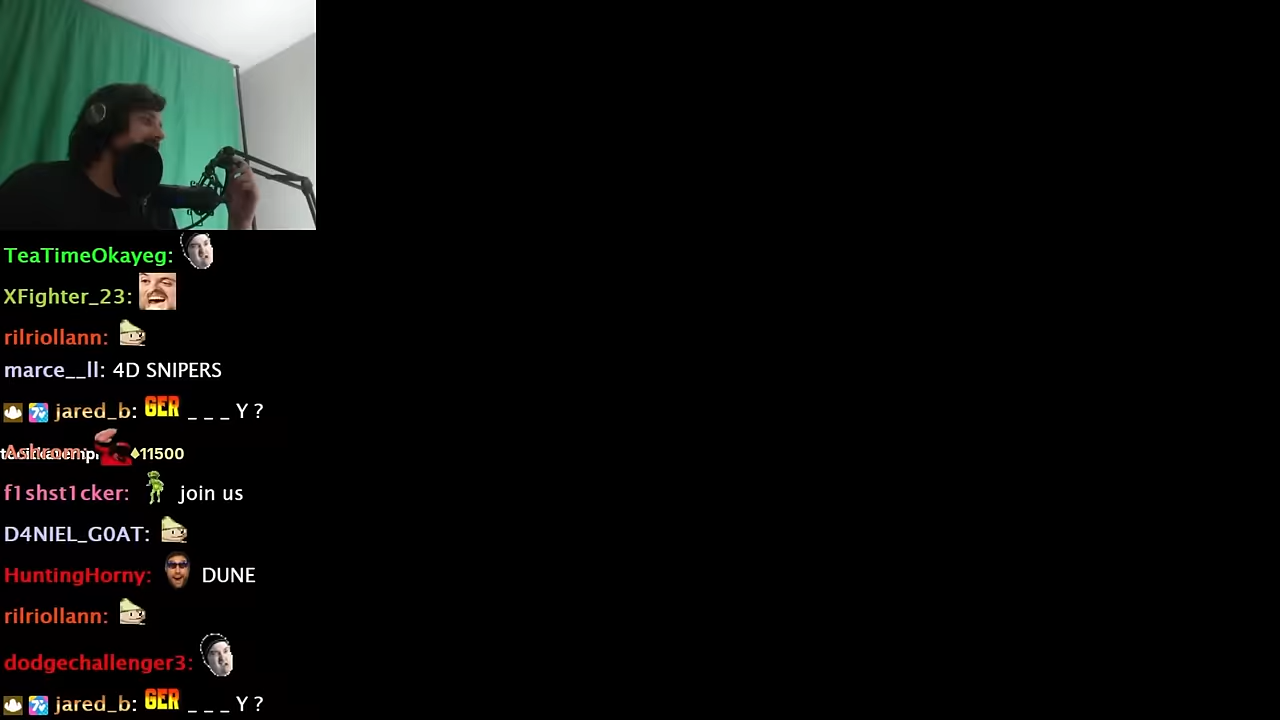 TeaTimeOkayeg:
XFighter_23:
rilriollann:
marce__ll: 4D SNIPERS
jared_b: GER _ _ _ Y ?
Ashrom: 11500
f1shst1cker: join us
D4NIEL_G0AT:
HuntingHorny: DUNE
rilriollann:
dodgechallenger3:
jared_b: GER _ _ _ Y ?